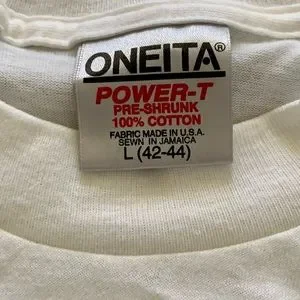 ONEITA®
POWER-T
PRE-SHRUNK
100% COTTON
FABRIC MADE IN U.S.A.
SEWN IN JAMAICA
L (42-44)